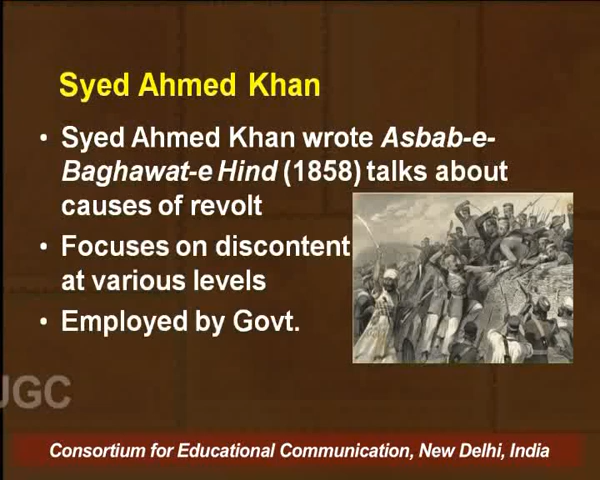 Syed Ahmed Khan
• Syed Ahmed Khan wrote Asbab-e-
Baghawat-e Hind (1858) talks about
causes of revolt
• Focuses on discontent
at various levels
• Employed by Govt.
UGC
Consortium for Educational Communication, New Delhi, India